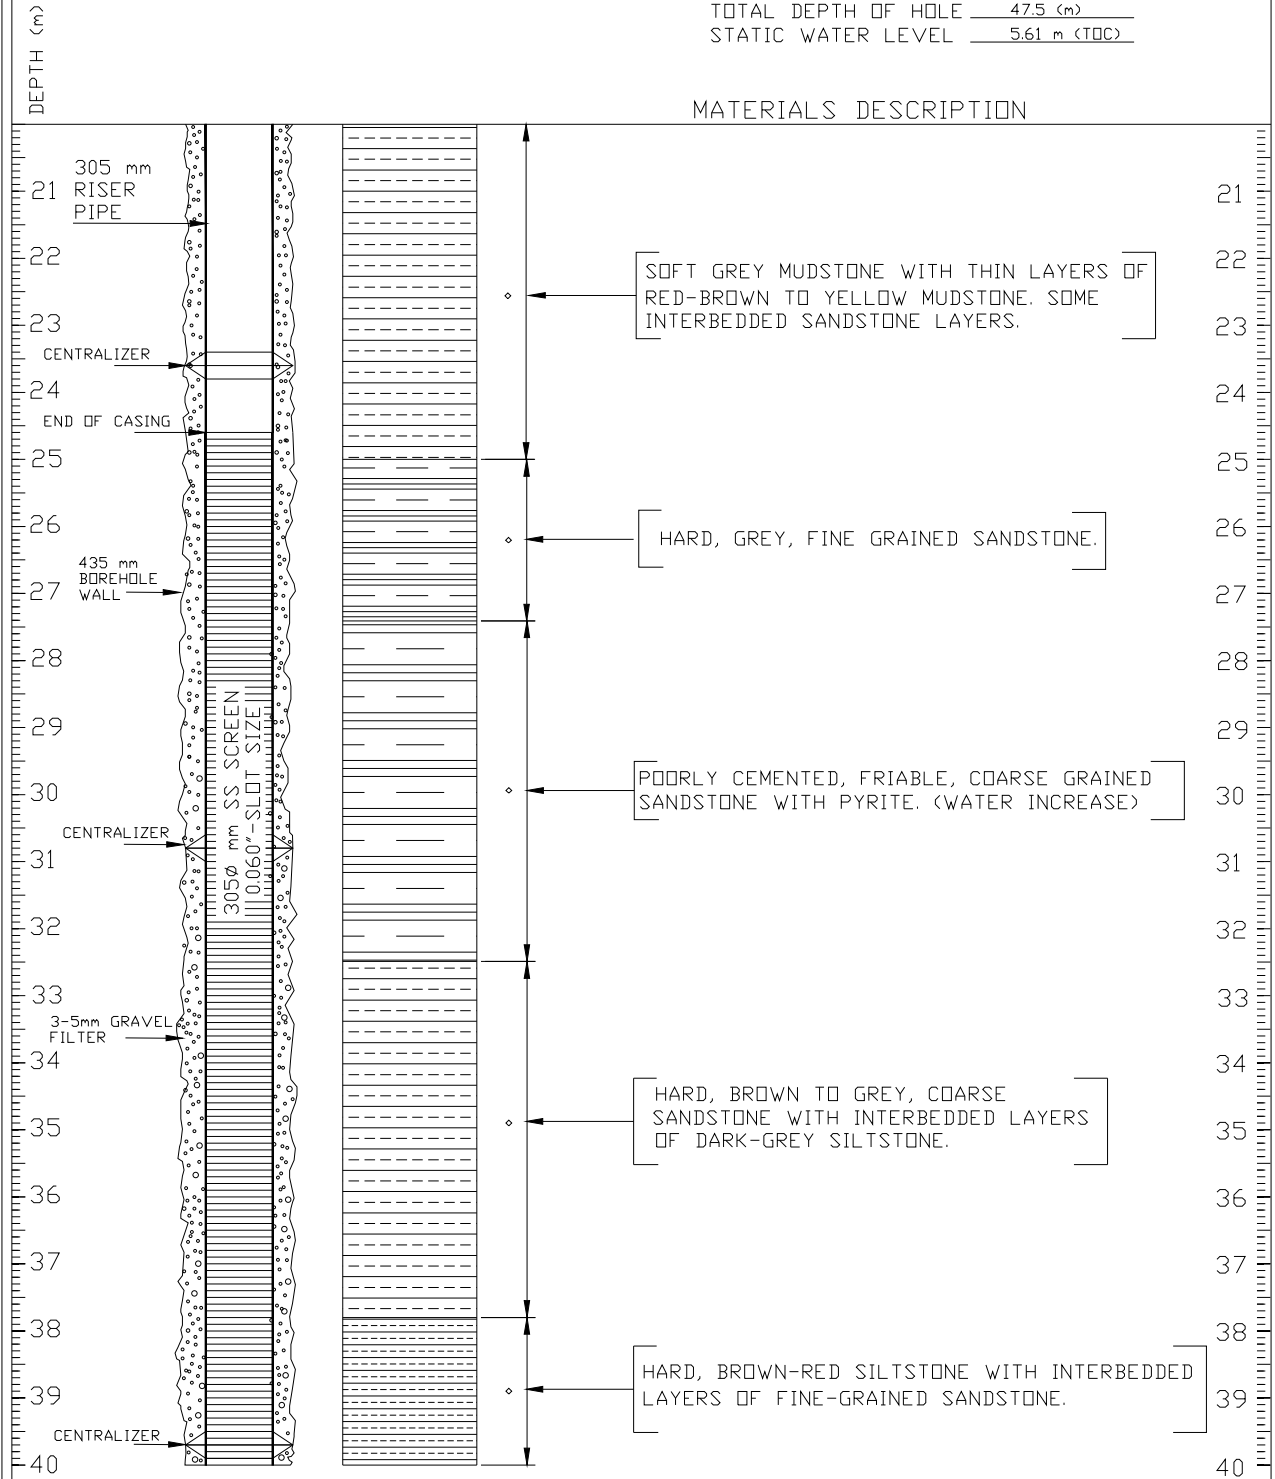 TOTAL DEPTH OF HOLE 47.5 (m)
STATIC WATER LEVEL 5.61 m (TOC)
DEPTH (m)
MATERIALS DESCRIPTION
305 mm
RISER
PIPE
21
21
22
22
SOFT GREY MUDSTONE WITH THIN LAYERS OF
RED-BROWN TO YELLOW MUDSTONE. SOME
INTERBEDDED SANDSTONE LAYERS.
23
23
CENTRALIZER
24
24
END OF CASING
25
25
26
26
HARD, GREY, FINE GRAINED SANDSTONE.
435 mm
BOREHOLE
WALL
27
27
28
28
305ø mm SS SCREEN
0.060"-SLOT SIZE
29
29
POORLY CEMENTED, FRIABLE, COARSE GRAINED
SANDSTONE WITH PYRITE. (WATER INCREASE)
30
30
CENTRALIZER
31
31
32
32
33
33
3-5mm GRAVEL
FILTER
34
34
HARD, BROWN TO GREY, COARSE
SANDSTONE WITH INTERBEDDED LAYERS
OF DARK-GREY SILTSTONE.
35
35
36
36
37
37
38
38
HARD, BROWN-RED SILTSTONE WITH INTERBEDDED
LAYERS OF FINE-GRAINED SANDSTONE.
39
39
CENTRALIZER
40
40